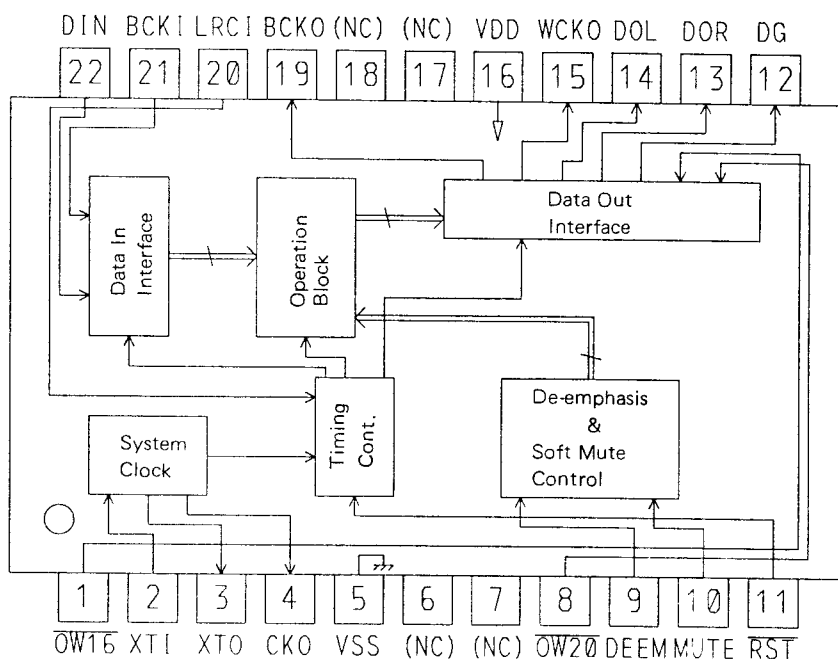 DIN BCKI LRCI BCKO (NC) (NC) VDD WCKO DOL DOR DG
22 21 20 19 18 17 16 15 14 13 12
Data In
Interface
Operation
Block
Data Out
Interface
System
Clock
Timing
Cont.
De-emphasis
&
Soft Mute
Control
1 2 3 4 5 6 7 8 9 10 11
OW16 XTI XTO CKO VSS (NC) (NC) OW20 DEEM MUTE RST